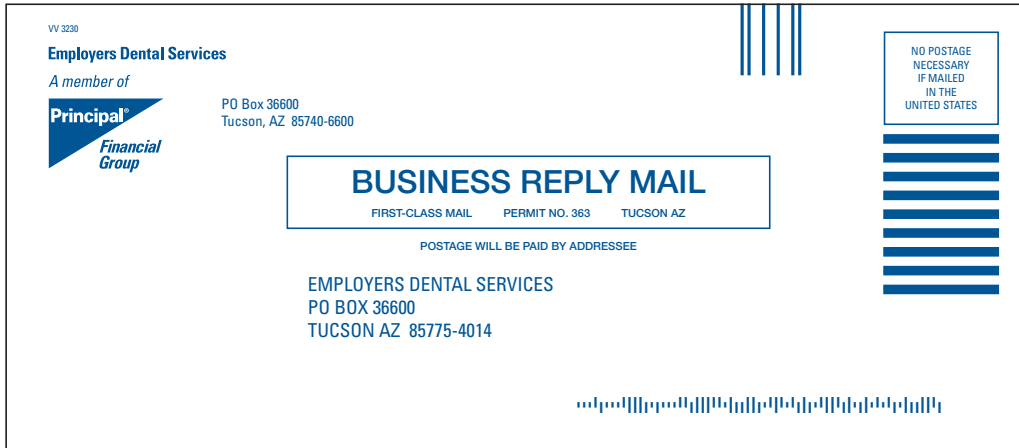 VV 3230
Employers Dental Services
A member of
Principal®
Financial
Group
PO Box 36600
Tucson, AZ 85740-6600
NO POSTAGE
NECESSARY
IF MAILED
IN THE
UNITED STATES
BUSINESS REPLY MAIL
FIRST-CLASS MAIL PERMIT NO. 363 TUCSON AZ
POSTAGE WILL BE PAID BY ADDRESSEE
EMPLOYERS DENTAL SERVICES
PO BOX 36600
TUCSON AZ 85775-4014